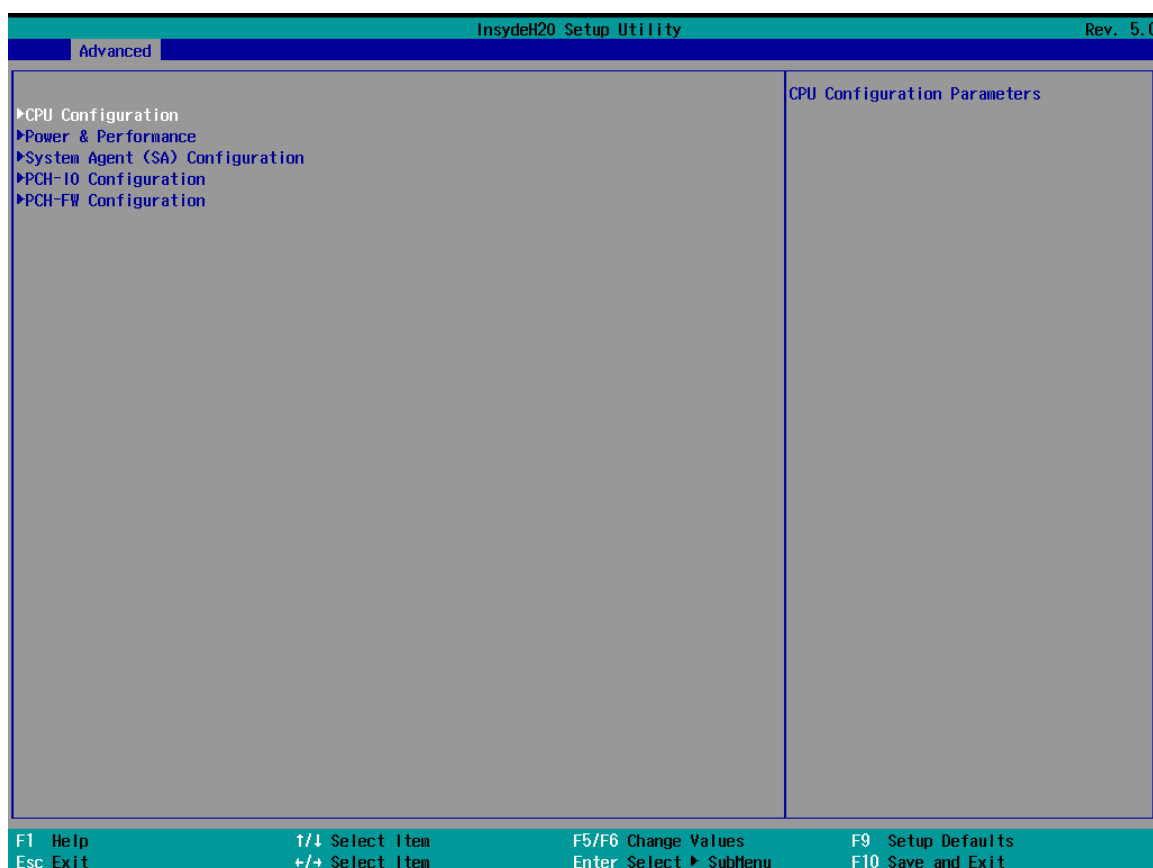 InsydeH20 Setup Utility Rev. 5.0
Advanced
CPU Configuration Parameters
▶CPU Configuration
▶Power & Performance
▶System Agent (SA) Configuration
▶PCH-IO Configuration
▶PCH-FW Configuration
F1 Help ↑/↓ Select Item F5/F6 Change Values F9 Setup Defaults
Esc Exit ←/→ Select Item Enter Select ▶ SubMenu F10 Save and Exit